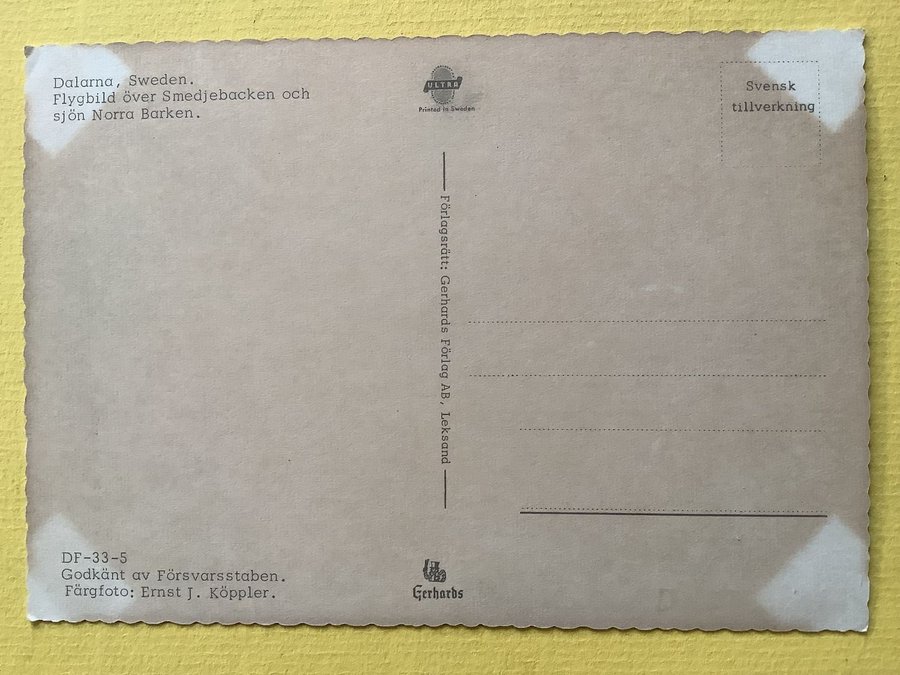 Dalarna, Sweden.
Flygbild över Smedjebacken och
sjön Norra Barken.
ULTRA
Printed in Sweden
Svensk
tillverkning
Förlagsrätt: Gerhards Förlag AB, Leksand
DF-33-5
Godkänt av Försvarsstaben.
Färgfoto: Ernst J. Köppler.
Gerhards